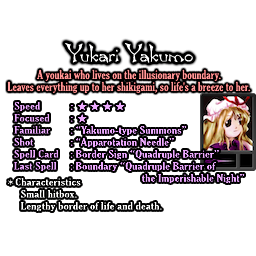 Yukari Yakumo
A youkai who lives on the illusionary boundary.
Leaves everything up to her shikigami, so life's a breeze to her.
Speed : ★★★★
Focused : ★
Familiar : "Yakumo-type Summons"
Shot : "Apparotation Needle"
Spell Card : Border Sign "Quadruple Barrier"
Last Spell : Boundary "Quadruple Barrier of
the Imperishable Night"
* Characteristics
Small hitbox.
Lengthy border of life and death.